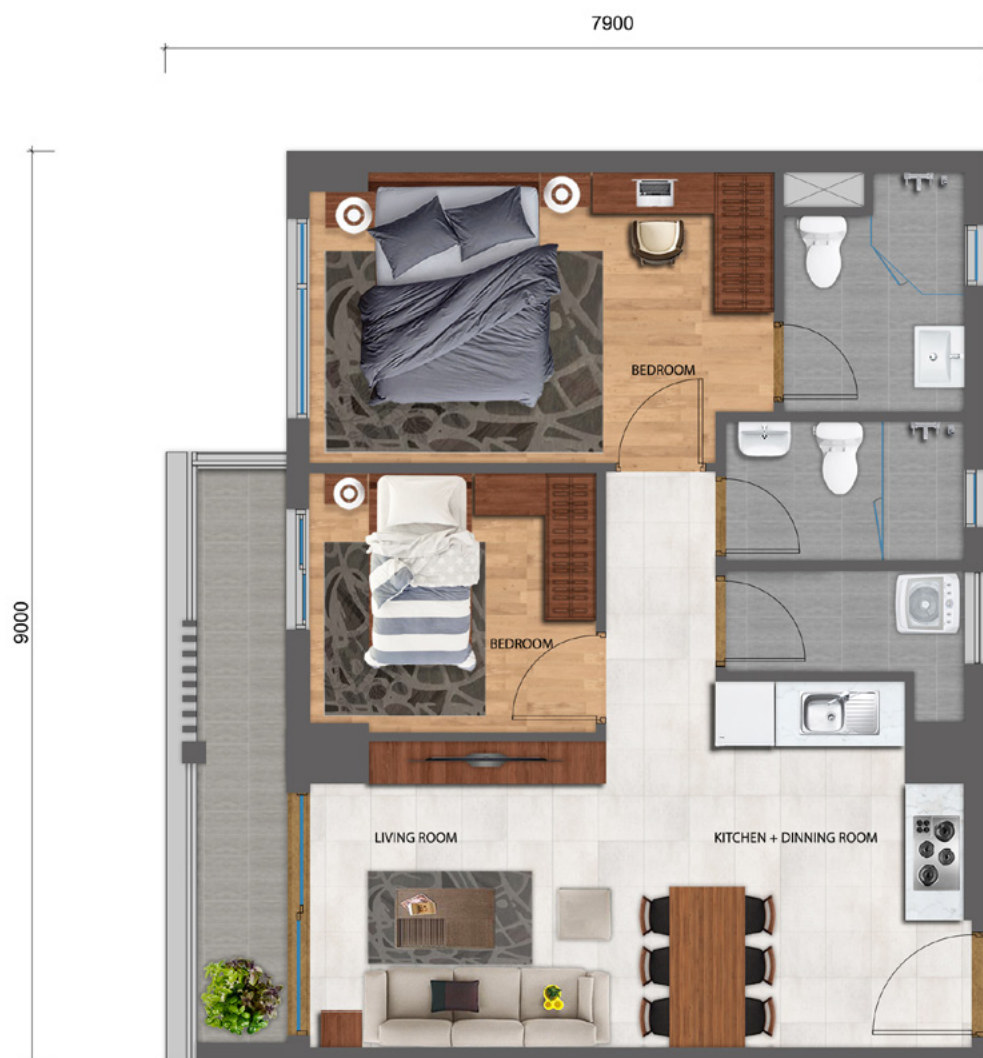 7900
9000
BEDROOM
BEDROOM
LIVING ROOM
KITCHEN + DINNING ROOM